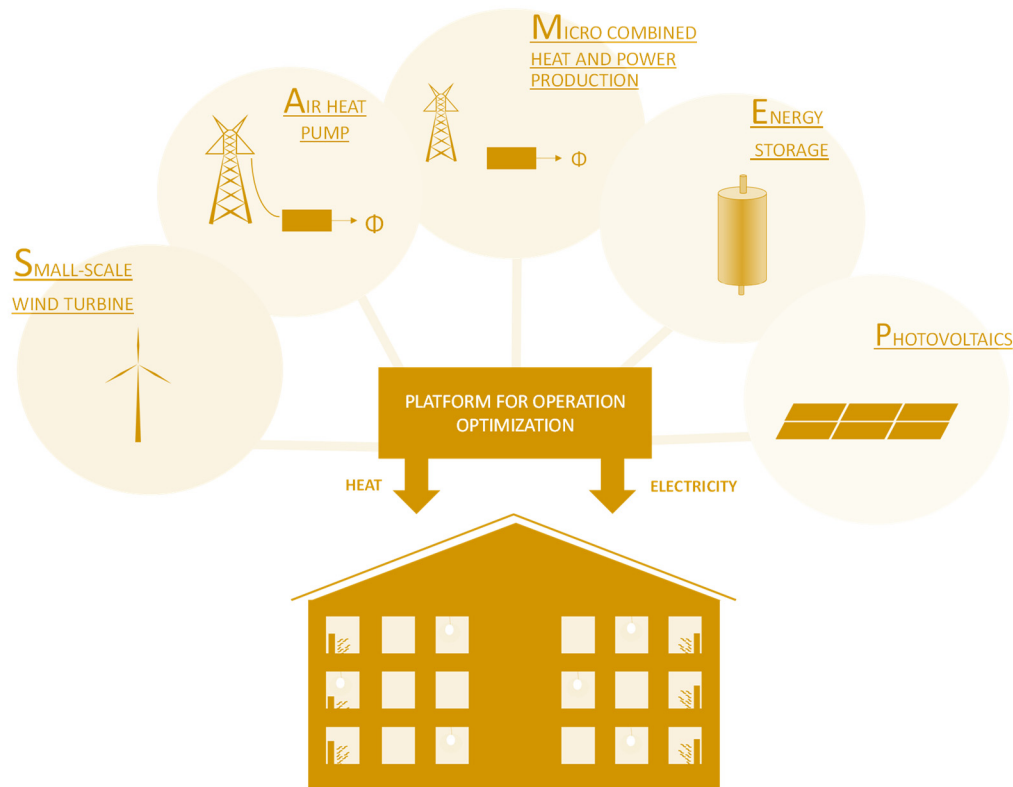 MICRO COMBINED
HEAT AND POWER
PRODUCTION
AIR HEAT
PUMP
ENERGY
STORAGE
Φ
Φ
SMALL-SCALE
WIND TURBINE
PHOTOVOLTAICS
PLATFORM FOR OPERATION
OPTIMIZATION
HEAT
ELECTRICITY